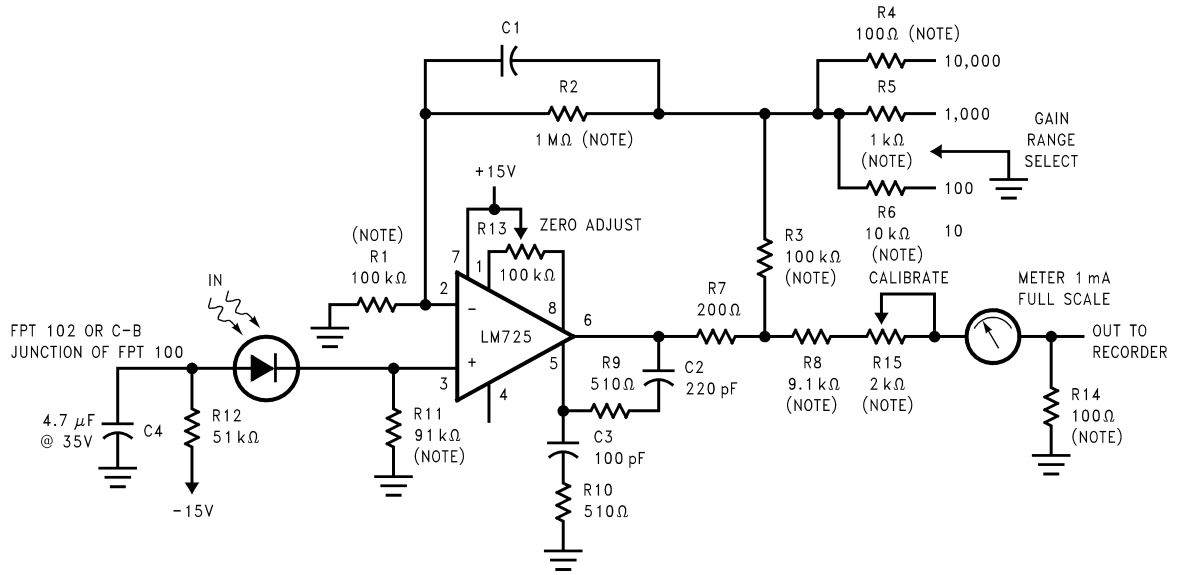 C1
R2
1 MΩ (NOTE)
R4
100Ω (NOTE)
10,000
R5
1,000
1 kΩ
(NOTE)
GAIN
RANGE
SELECT
100
R6
10 kΩ
(NOTE)
10
+15V
R13
ZERO ADJUST
100 kΩ
(NOTE)
R1
100 kΩ
7
1
2
8
−
LM725
6
+
3
5
4
R3
100 kΩ
(NOTE)
CALIBRATE
METER 1 mA
FULL SCALE
IN
FPT 102 OR C-B
JUNCTION OF FPT 100
R7
200Ω
R8
9.1 kΩ
(NOTE)
R15
2 kΩ
(NOTE)
OUT TO
RECORDER
R14
100Ω
(NOTE)
R9
510Ω
C2
220 pF
4.7 µF
@ 35V
C4
R12
51 kΩ
−15V
R11
91 kΩ
(NOTE)
C3
100 pF
R10
510Ω